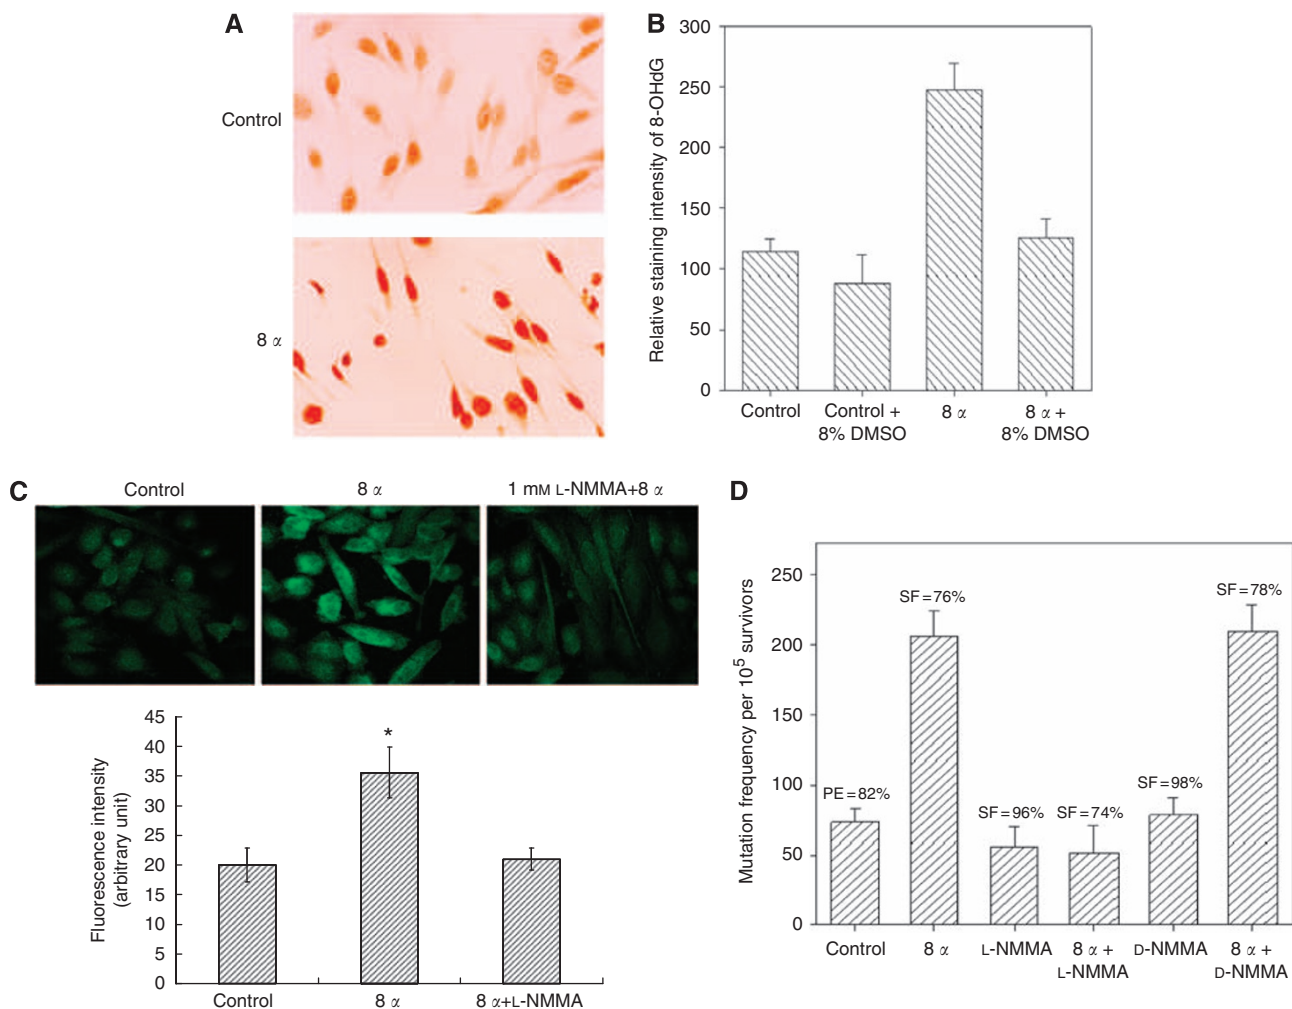 A
Control
8 α
B
Relative staining intensity of 8-OHdG
300
250
200
150
100
50
0
Control
Control +
8% DMSO
8 α
8 α +
8% DMSO
C
Control
8 α
1 mM L-NMMA+8 α
Fluorescence intensity
(arbitrary unit)
45
40
35
30
25
20
15
10
5
0
*
Control
8 α
8 α+L-NMMA
D
Mutation frequency per 10⁵ survivors
250
200
150
100
50
0
PE=82%
SF=76%
SF=96%
SF=74%
SF=98%
SF=78%
Control
8 α
L-NMMA
8 α +
L-NMMA
D-NMMA
8 α +
D-NMMA